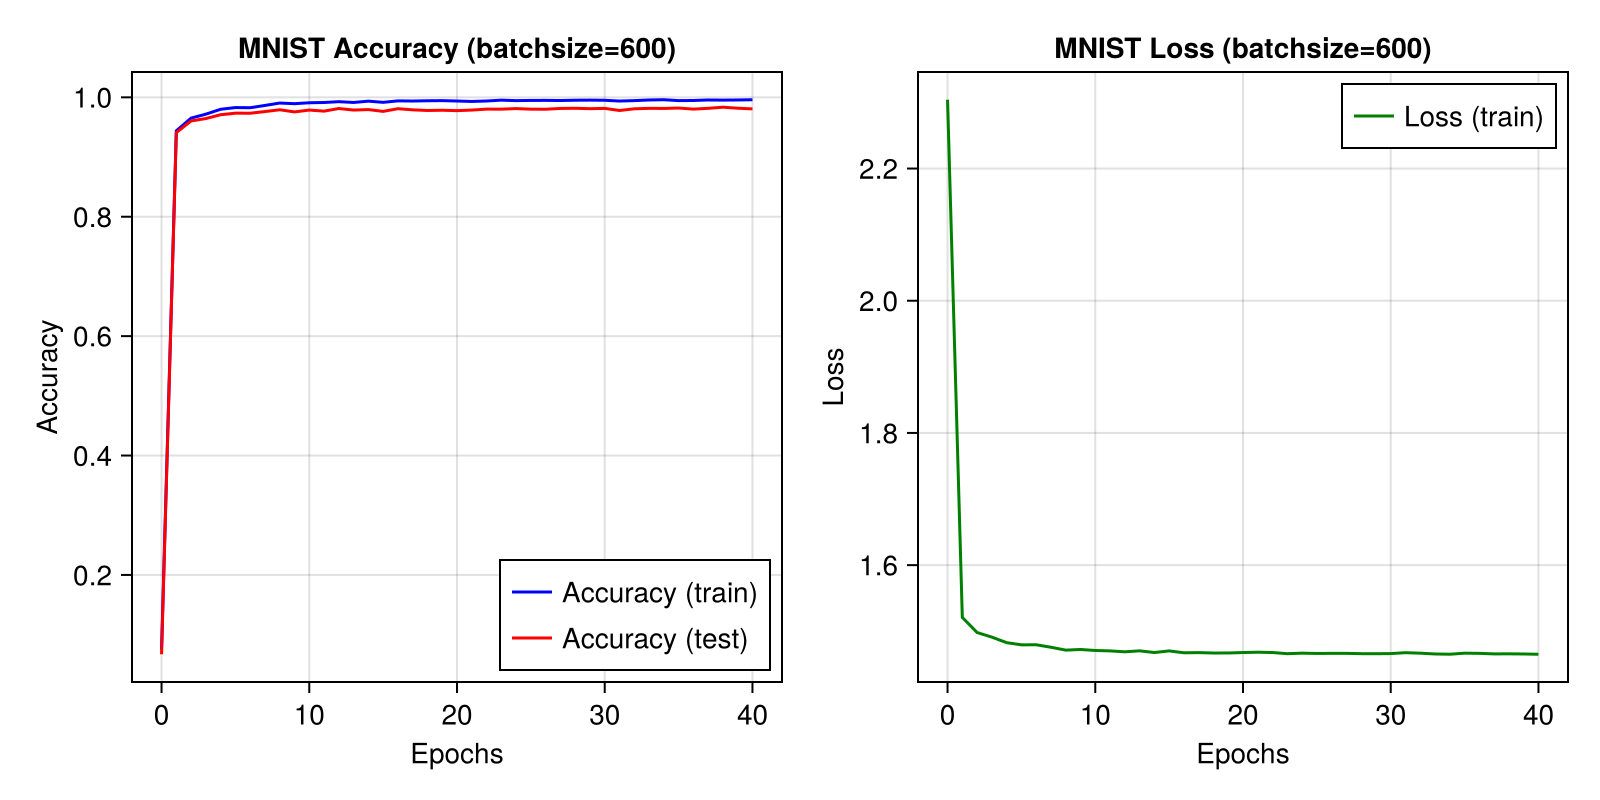 MNIST Accuracy (batchsize=600)
1.0
0.8
0.6
0.4
0.2
Accuracy
Accuracy (train)
Accuracy (test)
0 10 20 30 40
Epochs
MNIST Loss (batchsize=600)
Loss (train)
2.2
2.0
1.8
1.6
Loss
0 10 20 30 40
Epochs